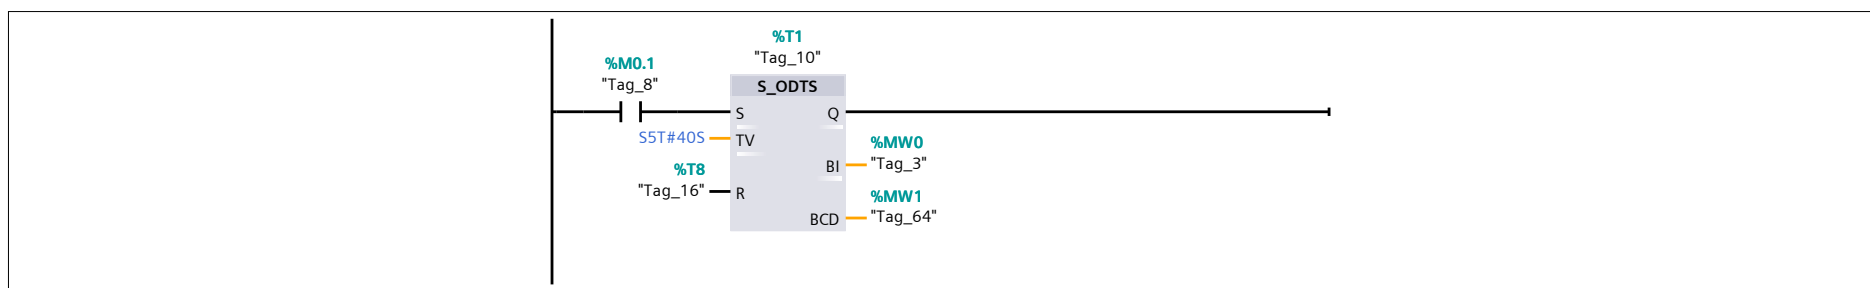 %T1
"Tag_10"
%M0.1
"Tag_8"
S_ODTS
S
Q
S5T#40S
TV
%MW0
BI
"Tag_3"
%T8
"Tag_16"
R
%MW1
BCD
"Tag_64"